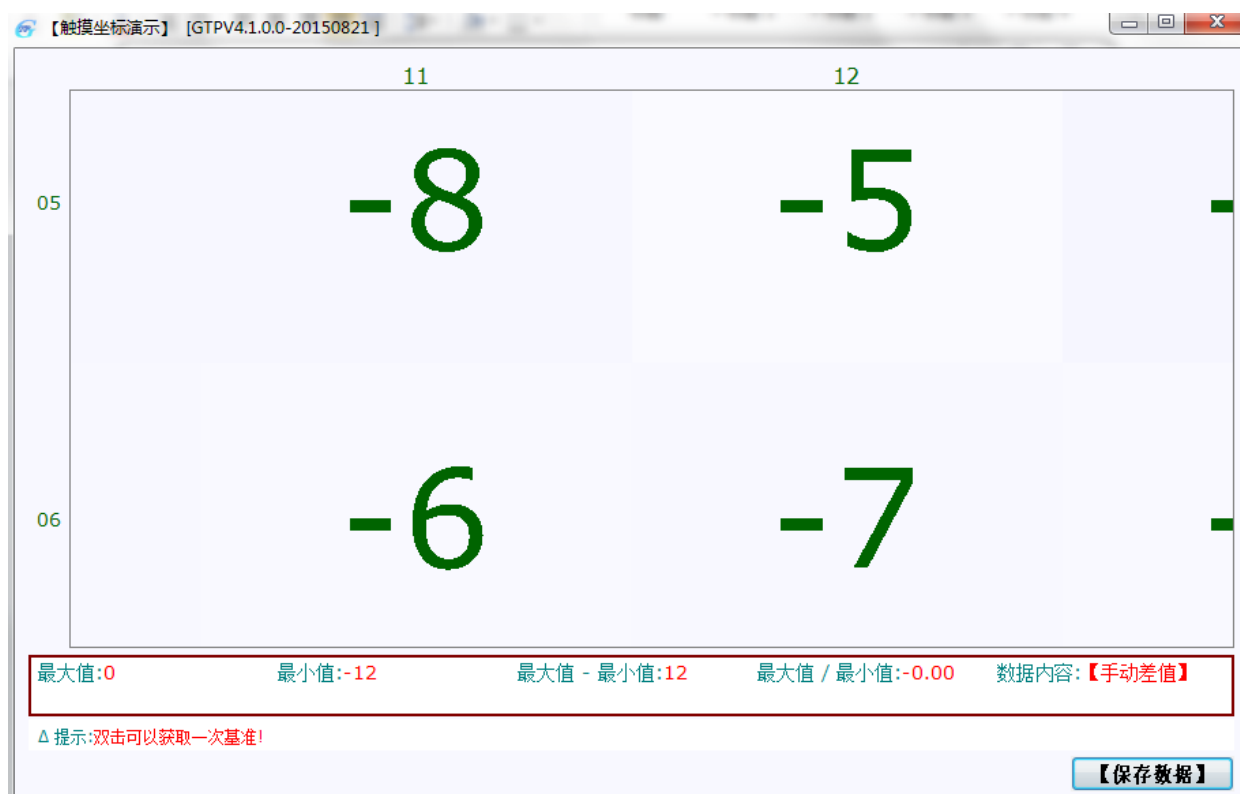 【触摸坐标演示】 [GTPV4.1.0.0-20150821 ]
11 12
05 -8 -5 -
06 -6 -7 -
最大值:0 最小值:-12 最大值 - 最小值:12 最大值 / 最小值:-0.00 数据内容:【手动差值】
Δ 提示:双击可以获取一次基准!
【保存数据】